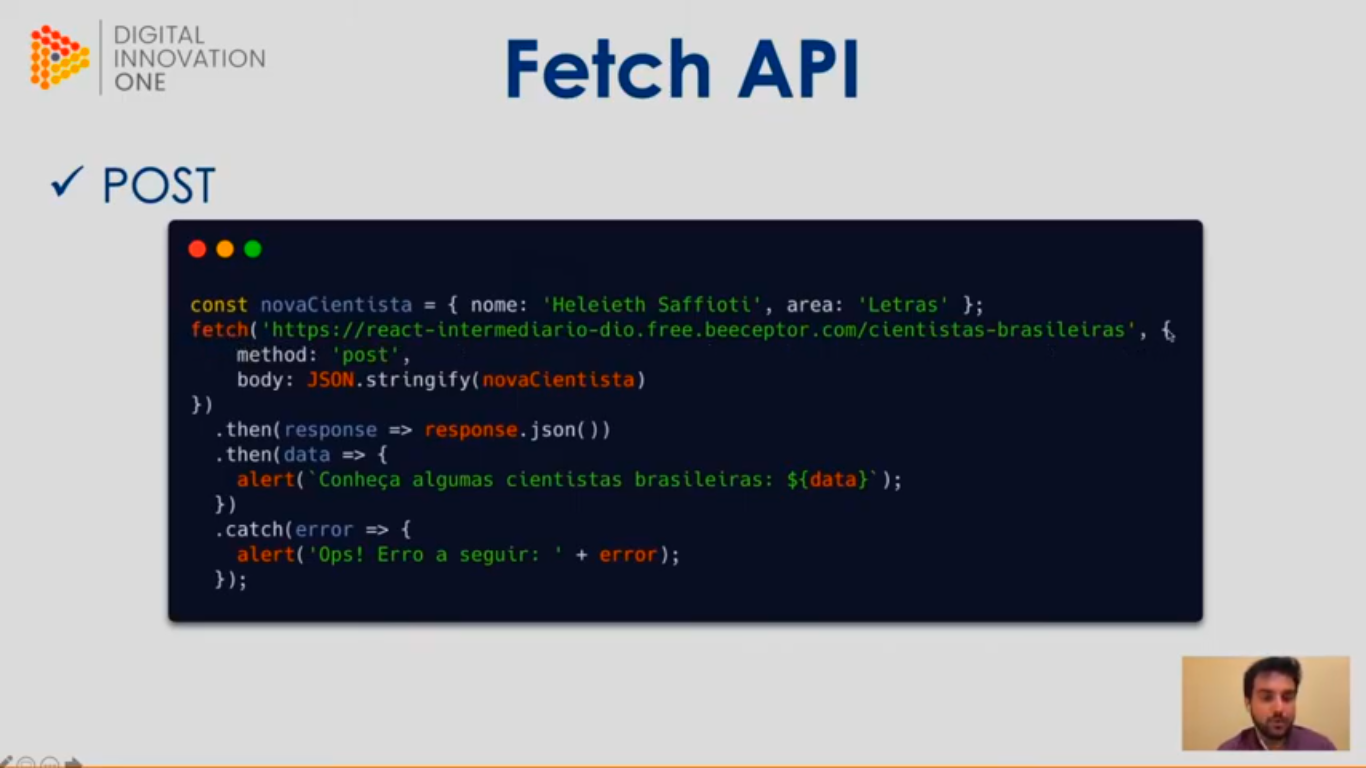 DIGITAL
INNOVATION
ONE
Fetch API
✓ POST
const novaCientista = { nome: 'Heleieth Saffioti', area: 'Letras' };
fetch('https://react-intermediario-dio.free.beeceptor.com/cientistas-brasileiras', {
    method: 'post',
    body: JSON.stringify(novaCientista)
})
  .then(response => response.json())
  .then(data => {
    alert(`Conheça algumas cientistas brasileiras: ${data}`);
  })
  .catch(error => {
    alert('Ops! Erro a seguir: ' + error);
  });